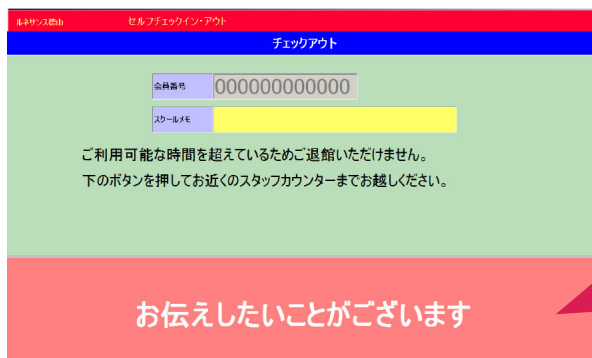 ルネサンス徳山 セルフチェックイン・アウト
チェックアウト
会員番号 000000000000
スクールメモ
ご利用可能な時間を超えているためご退館いただけません。
下のボタンを押してお近くのスタッフカウンターまでお越しください。
お伝えしたいことがございます